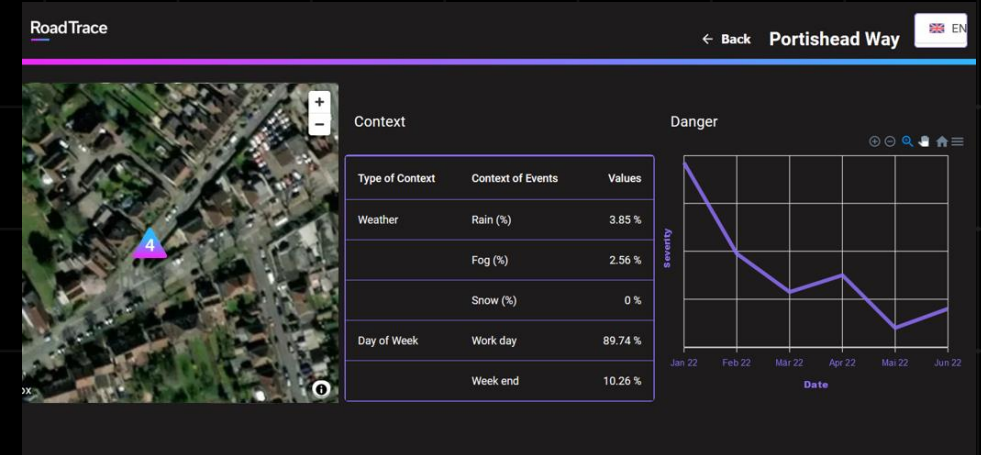 RoadTrace
← Back Portishead Way EN
+
−
4
ox
Context
Type of Context Context of Events Values
Weather Rain (%) 3.85 %
Fog (%) 2.56 %
Snow (%) 0 %
Day of Week Work day 89.74 %
Week end 10.26 %
Danger
Severity
Jan 22 Feb 22 Mär 22 Apr 22 Mai 22 Jun 22
Date